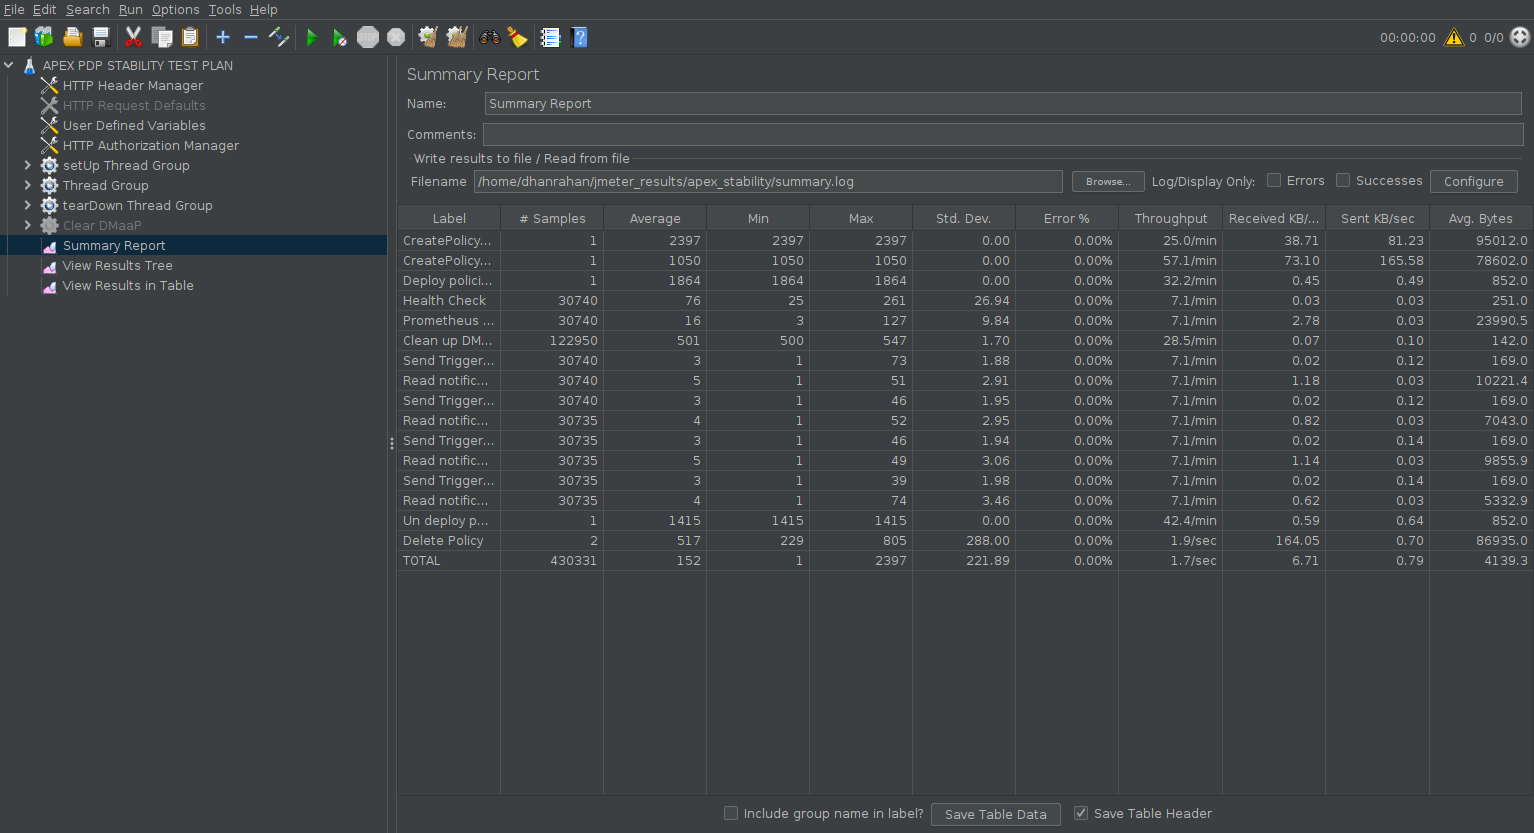 File Edit Search Run Options Tools Help
STOP
00:00:00 0 0/0
APEX PDP STABILITY TEST PLAN
HTTP Header Manager
HTTP Request Defaults
User Defined Variables
HTTP Authorization Manager
setUp Thread Group
Thread Group
tearDown Thread Group
Clear DMaaP
Summary Report
View Results Tree
View Results in Table
Summary Report
Name: Summary Report
Comments:
Write results to file / Read from file
Filename /home/dhanrahan/jmeter_results/apex_stability/summary.log Browse... Log/Display Only: Errors Successes Configure
Label # Samples Average Min Max Std. Dev. Error % Throughput Received KB/... Sent KB/sec Avg. Bytes
CreatePolicy... 1 2397 2397 2397 0.00 0.00% 25.0/min 38.71 81.23 95012.0
CreatePolicy... 1 1050 1050 1050 0.00 0.00% 57.1/min 73.10 165.58 78602.0
Deploy polici... 1 1864 1864 1864 0.00 0.00% 32.2/min 0.45 0.49 852.0
Health Check 30740 76 25 261 26.94 0.00% 7.1/min 0.03 0.03 251.0
Prometheus ... 30740 16 3 127 9.84 0.00% 7.1/min 2.78 0.03 23990.5
Clean up DM... 122950 501 500 547 1.70 0.00% 28.5/min 0.07 0.10 142.0
Send Trigger... 30740 3 1 73 1.88 0.00% 7.1/min 0.02 0.12 169.0
Read notific... 30740 5 1 51 2.91 0.00% 7.1/min 1.18 0.03 10221.4
Send Trigger... 30740 3 1 46 1.95 0.00% 7.1/min 0.02 0.12 169.0
Read notific... 30735 4 1 52 2.95 0.00% 7.1/min 0.82 0.03 7043.0
Send Trigger... 30735 3 1 46 1.94 0.00% 7.1/min 0.02 0.14 169.0
Read notific... 30735 5 1 49 3.06 0.00% 7.1/min 1.14 0.03 9855.9
Send Trigger... 30735 3 1 39 1.98 0.00% 7.1/min 0.02 0.14 169.0
Read notific... 30735 4 1 74 3.46 0.00% 7.1/min 0.62 0.03 5332.9
Un deploy p... 1 1415 1415 1415 0.00 0.00% 42.4/min 0.59 0.64 852.0
Delete Policy 2 517 229 805 288.00 0.00% 1.9/sec 164.05 0.70 86935.0
TOTAL 430331 152 1 2397 221.89 0.00% 1.7/sec 6.71 0.79 4139.3
Include group name in label? Save Table Data Save Table Header